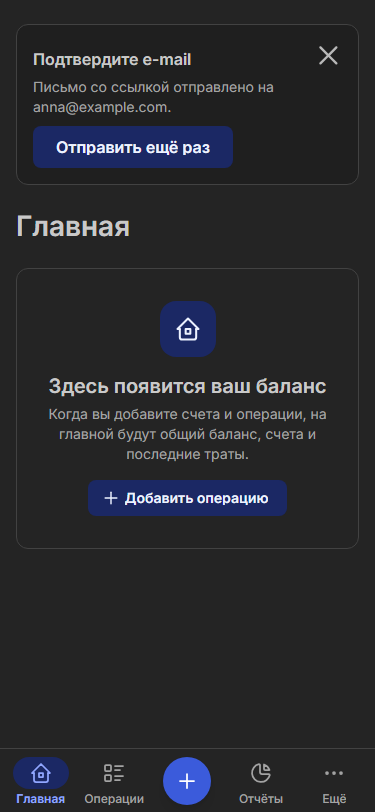 Подтвердите e-mail
Письмо со ссылкой отправлено на
anna@example.com.
Отправить ещё раз
Главная
Здесь появится ваш баланс
Когда вы добавите счета и операции, на
главной будут общий баланс, счета и
последние траты.
Добавить операцию
Главная
Операции
Отчёты
Ещё